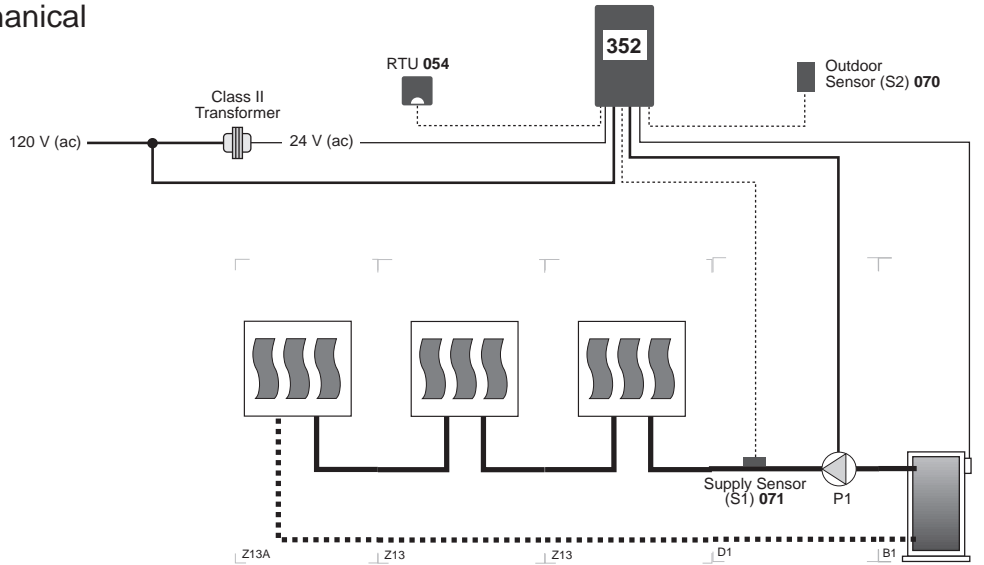 hanical
352
RTU 054
Outdoor
Sensor (S2) 070
Class II
Transformer
120 V (ac)
24 V (ac)
Supply Sensor
(S1) 071
P1
Z13A
Z13
Z13
D1
B1